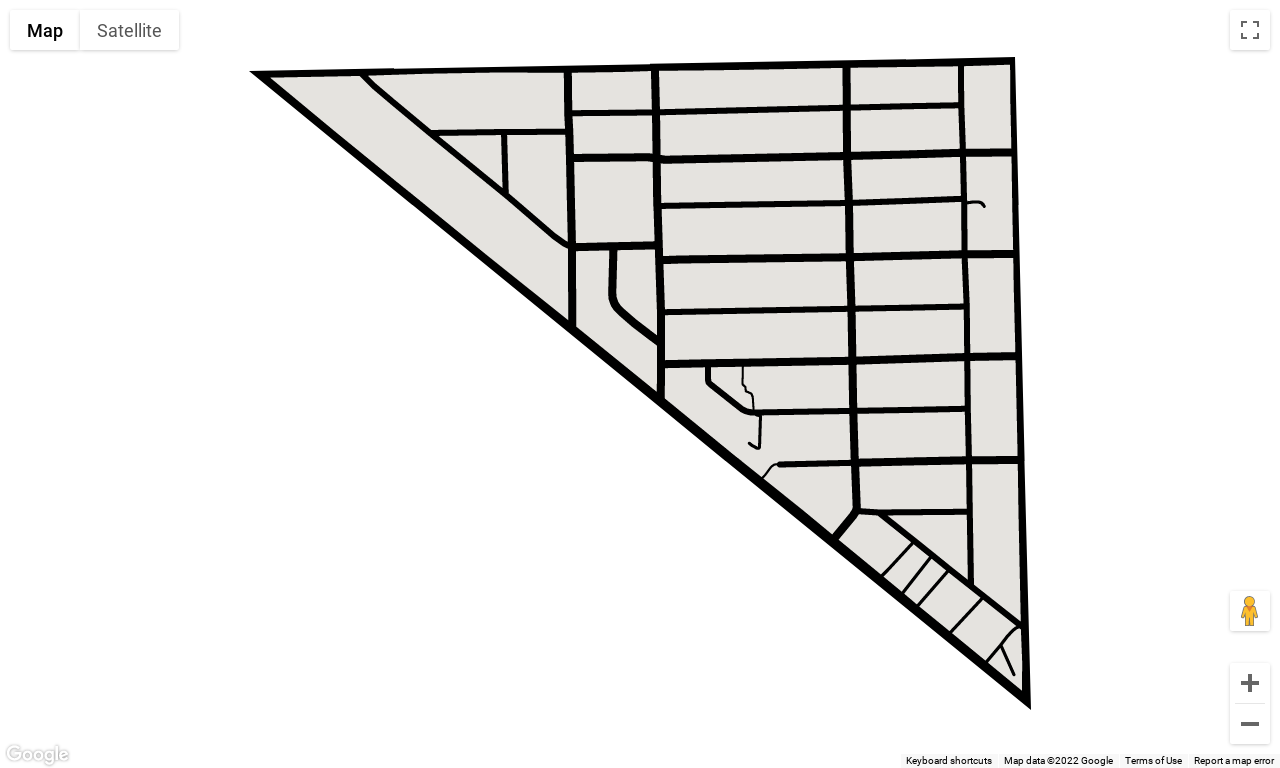 Map
Satellite
Google
Keyboard shortcuts
Map data ©2022 Google
Terms of Use
Report a map error